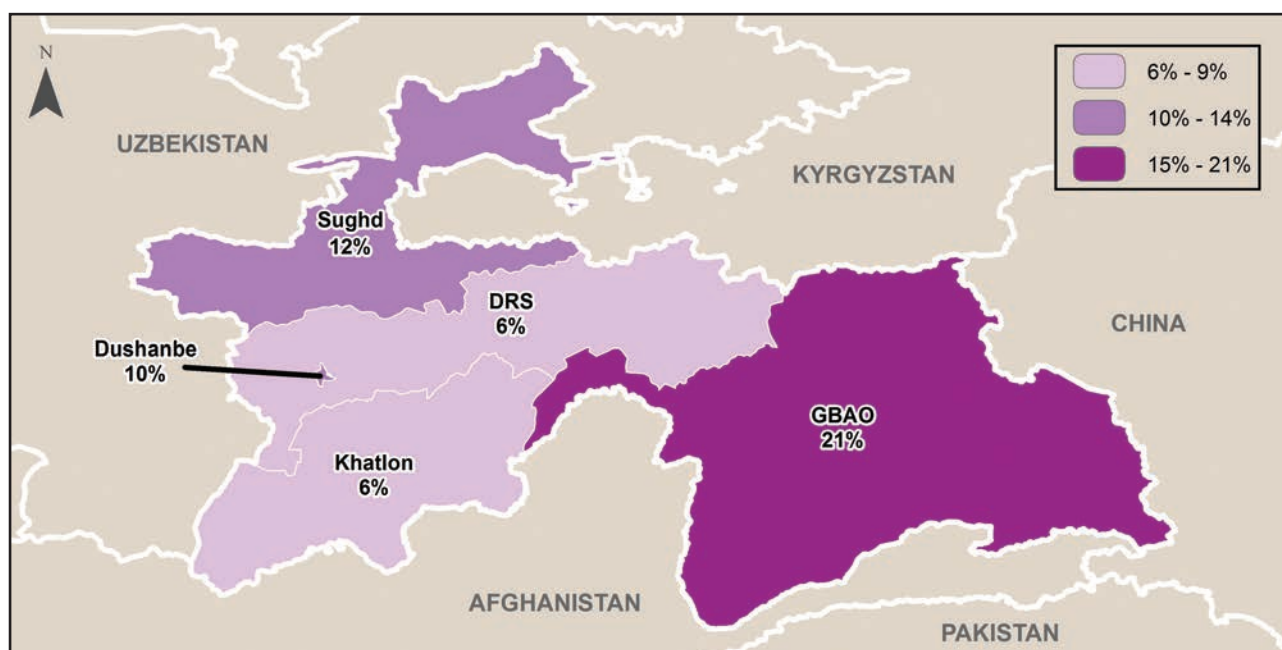 N
6% - 9%
10% - 14%
15% - 21%
UZBEKISTAN
KYRGYZSTAN
Sughd
12%
DRS
6%
CHINA
Dushanbe
10%
GBAO
21%
Khatlon
6%
AFGHANISTAN
PAKISTAN